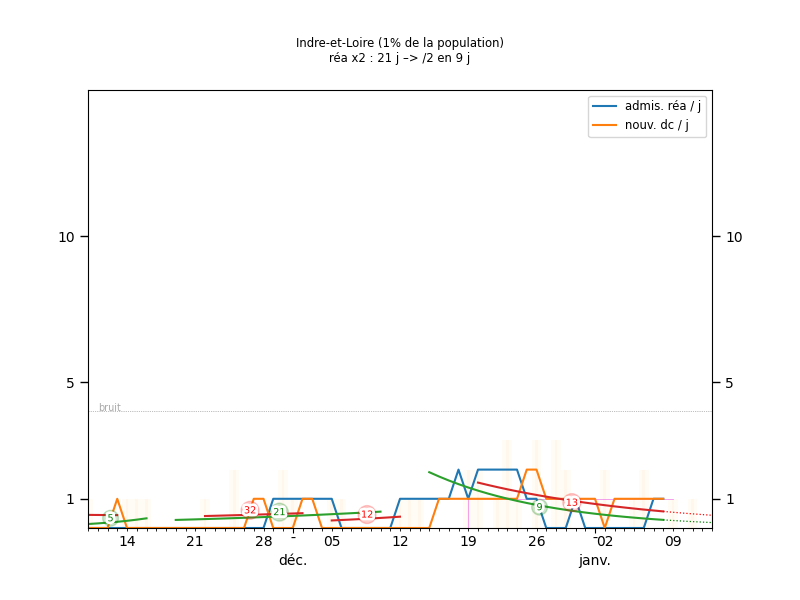 Indre-et-Loire (1% de la population)
réa x2 : 21 j –> /2 en 9 j
admis. réa / j
nouv. dc / j
10 10
5 5
bruit
1 1
5 32 21 12 9 13
14 21 28 05 12 19 26 02 09
déc. janv.